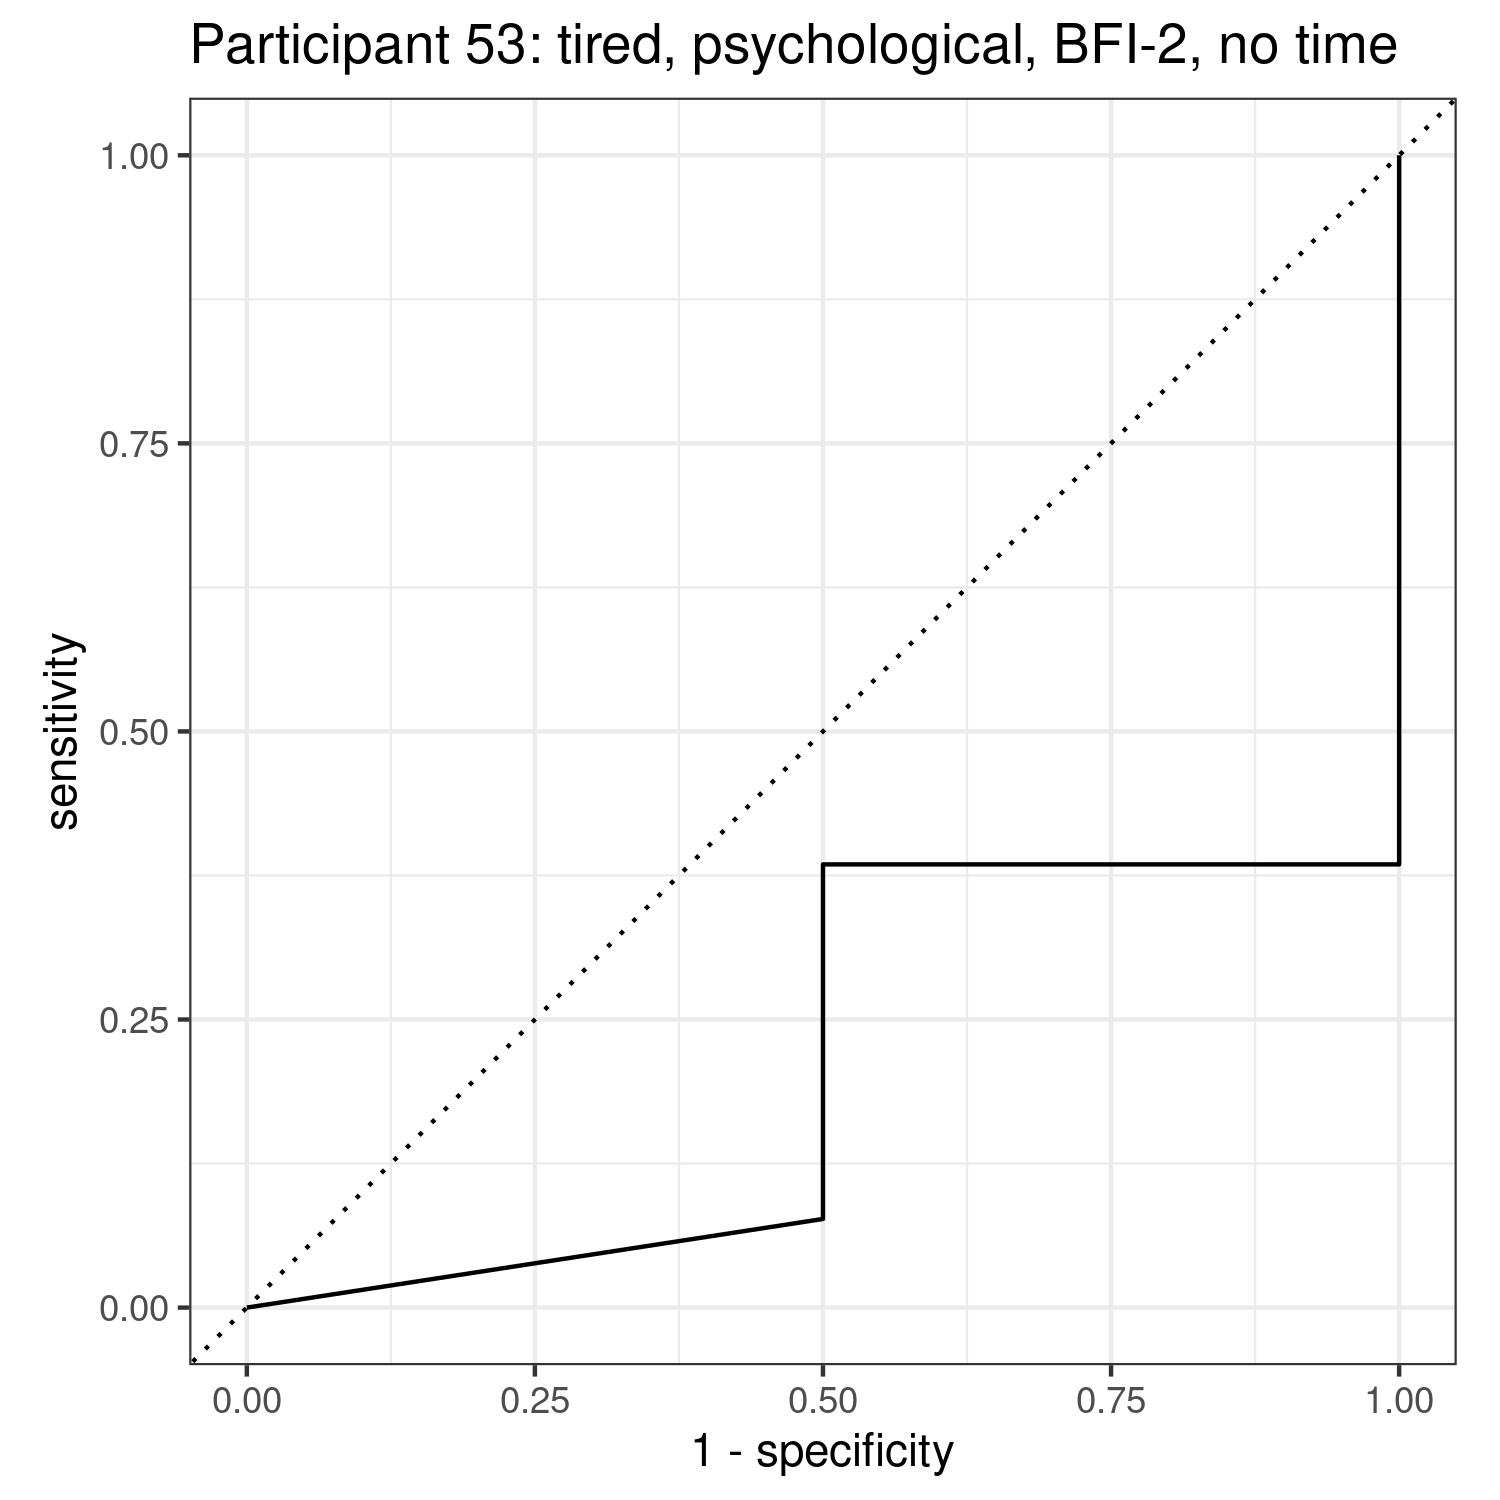 Participant 53: tired, psychological, BFI-2, no time
1.00
0.75
0.50
0.25
0.00
sensitivity
0.00 0.25 0.50 0.75 1.00
1 - specificity